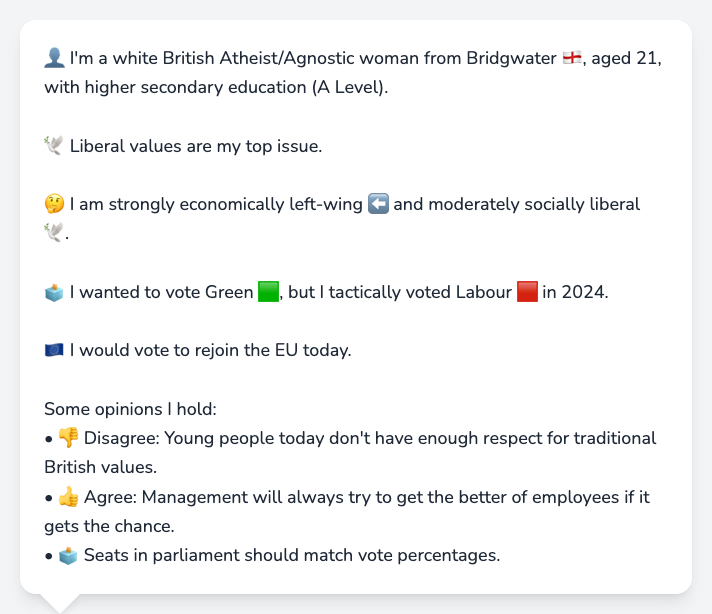 👤 I'm a white British Atheist/Agnostic woman from Bridgwater 🏴󠁧󠁢󠁥󠁮󠁧󠁿, aged 21,
with higher secondary education (A Level).
🕊️ Liberal values are my top issue.
🤔 I am strongly economically left-wing ⬅️ and moderately socially liberal
🕊️.
🗳️ I wanted to vote Green 🟩, but I tactically voted Labour 🟥 in 2024.
🇪🇺 I would vote to rejoin the EU today.
Some opinions I hold:
• 👎 Disagree: Young people today don't have enough respect for traditional
British values.
• 👍 Agree: Management will always try to get the better of employees if it
gets the chance.
• 🗳️ Seats in parliament should match vote percentages.